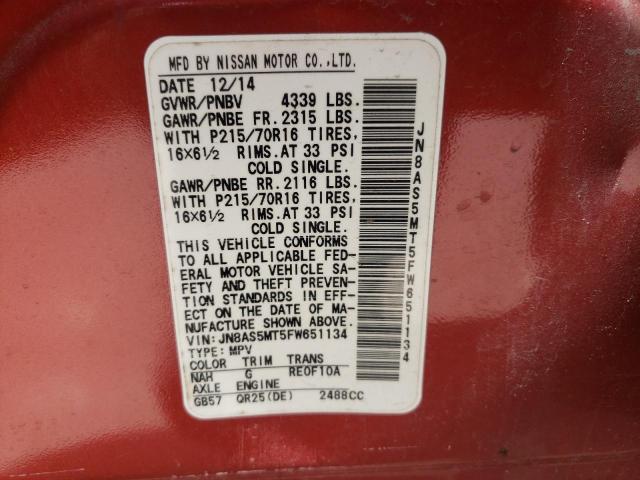 MFD BY NISSAN MOTOR CO.,LTD.
DATE 12/14
GVWR/PNBV 4339 LBS.
GAWR/PNBE FR. 2315 LBS.
WITH P215/70R16 TIRES,
16X6½ RIMS. AT 33 PSI
COLD SINGLE.
GAWR/PNBE RR. 2116 LBS.
WITH P215/70R16 TIRES,
16X6½ RIMS. AT 33 PSI
COLD SINGLE.
THIS VEHICLE CONFORMS
TO ALL APPLICABLE FED-
ERAL MOTOR VEHICLE SA-
FETY AND THEFT PREVEN-
TION STANDARDS IN EFF-
ECT ON THE DATE OF MA-
NUFACTURE SHOWN ABOVE.
VIN: JN8AS5MT5FW651134
TYPE: MPV
COLOR TRIM TRANS
NAH G RE0F10A
AXLE ENGINE
GB57 QR25(DE) 2488CC
JN8AS5MT5FW651134